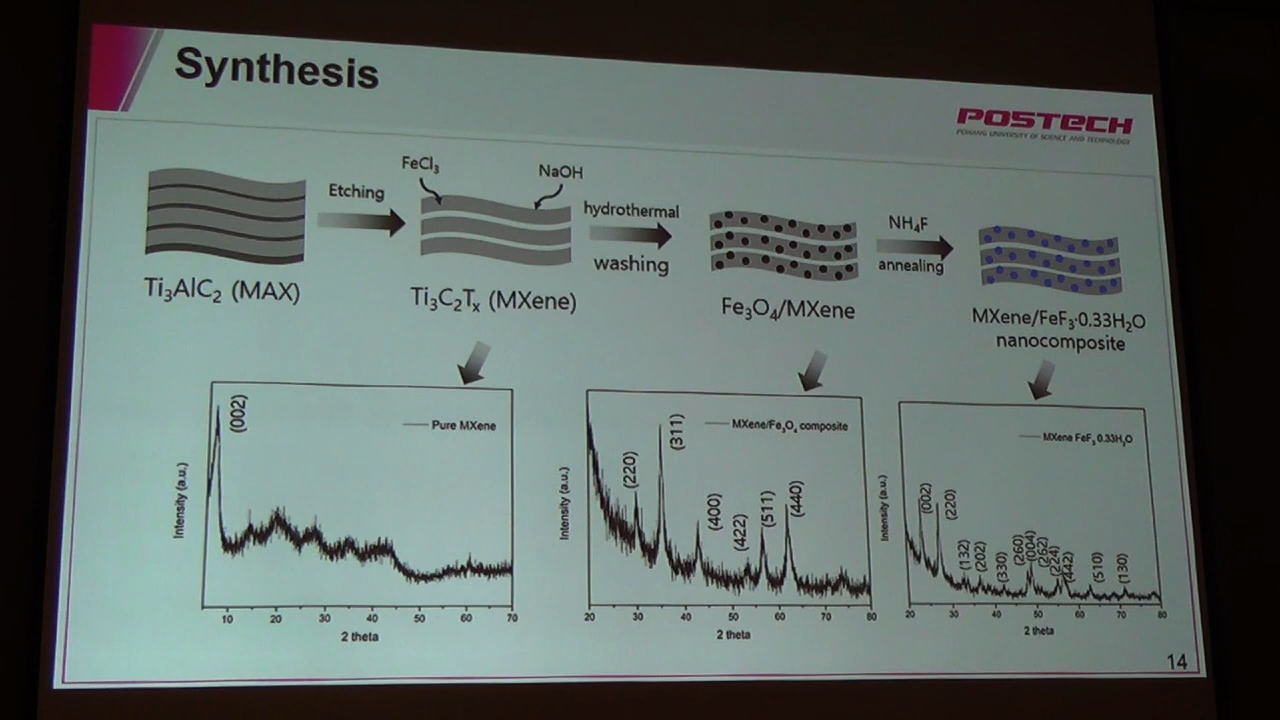 Synthesis
POSTECH
POHANG UNIVERSITY OF SCIENCE AND TECHNOLOGY
FeCl₃
NaOH
Etching
hydrothermal
washing
NH₄F
annealing
Ti₃AlC₂ (MAX)
Ti₃C₂Tₓ (MXene)
Fe₃O₄/MXene
MXene/FeF₃·0.33H₂O
nanocomposite
Intensity (a.u.)
(002)
Pure MXene
10 20 30 40 50 60 70
2 theta
Intensity (a.u.)
MXene/Fe₃O₄ composite
(220)
(311)
(400)
(422)
(511)
(440)
20 30 40 50 60 70 80
2 theta
Intensity (a.u.)
MXene FeF₃ 0.33H₂O
(002)
(220)
(132)
(202)
(330)
(260)
(004)
(262)
(224)
(442)
(510)
(130)
20 30 40 50 60 70 80
2 theta
14